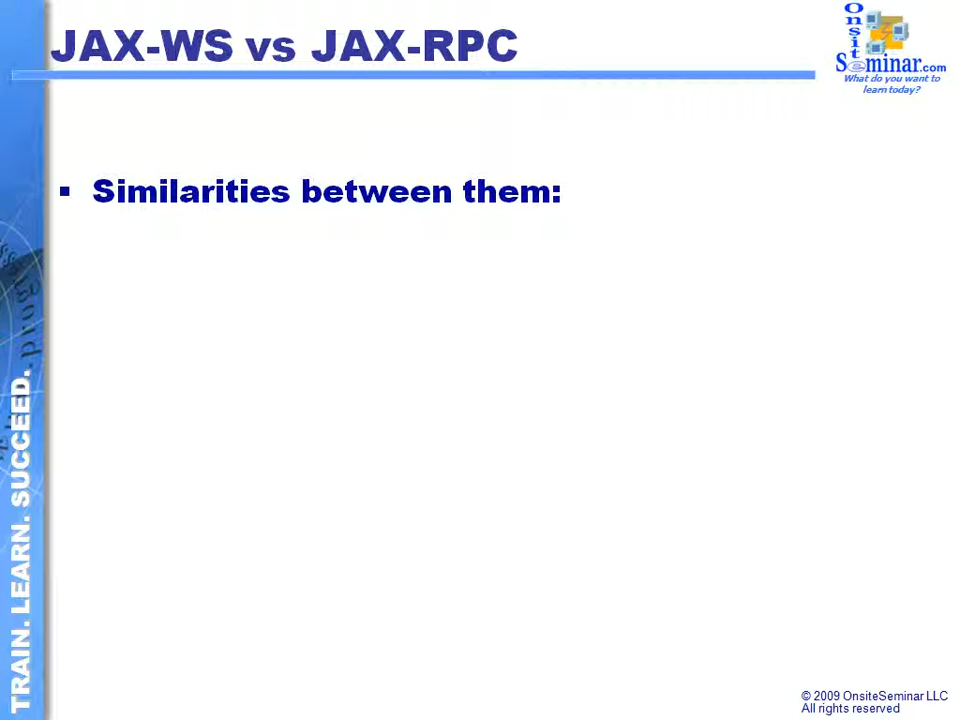 JAX-WS vs JAX-RPC
Onsite
Seminar.com
What do you want to
learn today?
▪ Similarities between them:
TRAIN. LEARN. SUCCEED.
© 2009 OnsiteSeminar LLC
All rights reserved